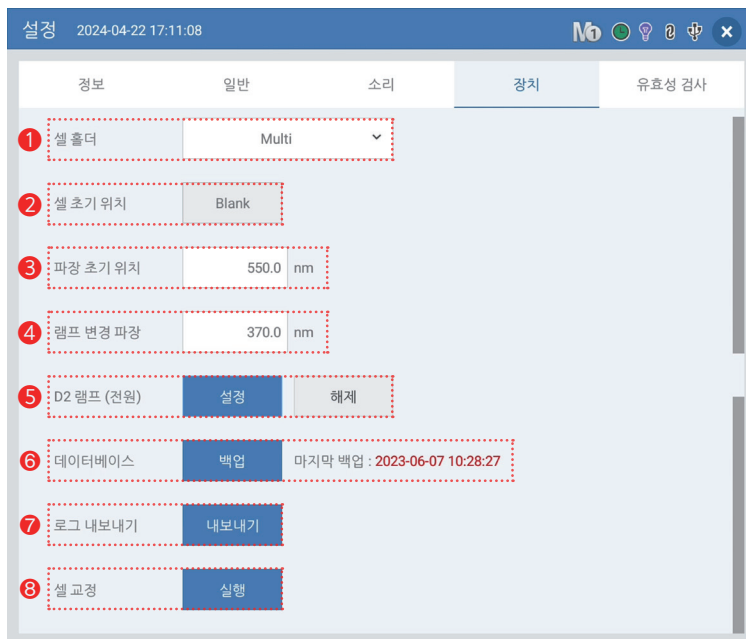 설정 2024-04-22 17:11:08 M1
정보 일반 소리 장치 유효성 검사
1 셀 홀더 Multi
2 셀 초기 위치 Blank
3 파장 초기 위치 550.0 nm
4 램프 변경 파장 370.0 nm
5 D2 램프 (전원) 설정 해제
6 데이터베이스 백업 마지막 백업 : 2023-06-07 10:28:27
7 로그 내보내기 내보내기
8 셀 교정 실행